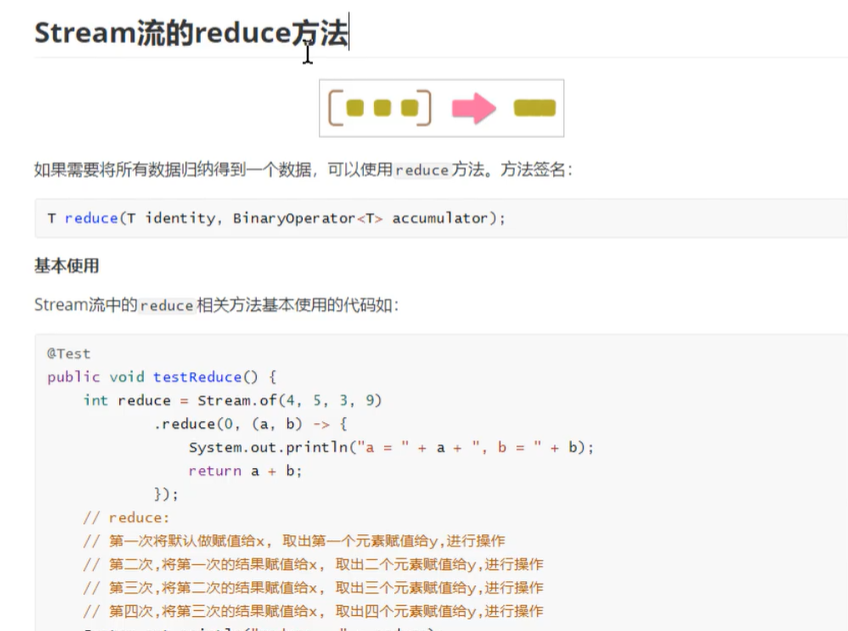 Stream流的reduce方法
如果需要将所有数据归纳得到一个数据，可以使用reduce方法。方法签名：
T reduce(T identity, BinaryOperator<T> accumulator);
基本使用
Stream流中的reduce相关方法基本使用的代码如：
@Test
public void testReduce() {
    int reduce = Stream.of(4, 5, 3, 9)
            .reduce(0, (a, b) -> {
                System.out.println("a = " + a + ", b = " + b);
                return a + b;
            });
    // reduce:
    // 第一次将默认做赋值给x, 取出第一个元素赋值给y,进行操作
    // 第二次,将第一次的结果赋值给x, 取出二个元素赋值给y,进行操作
    // 第三次,将第二次的结果赋值给x, 取出三个元素赋值给y,进行操作
    // 第四次,将第三次的结果赋值给x, 取出四个元素赋值给y,进行操作